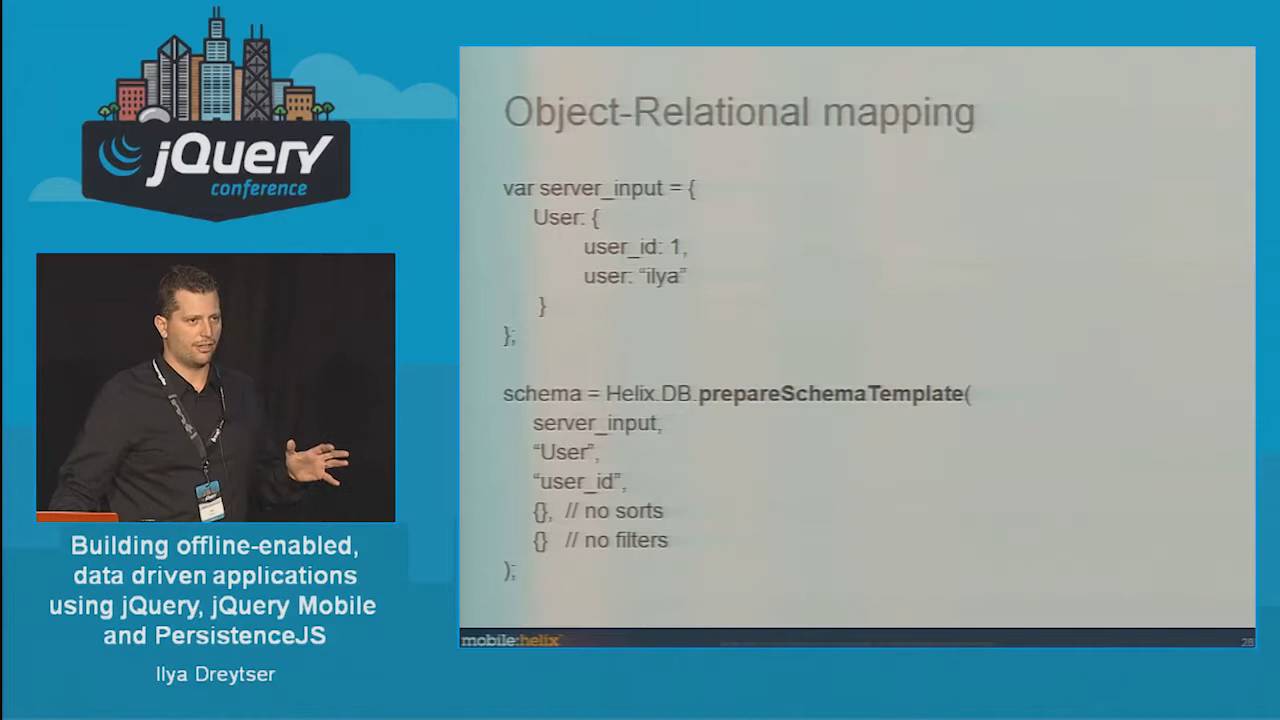 jQuery
conference
Building offline-enabled,
data driven applications
using jQuery, jQuery Mobile
and PersistenceJS
Ilya Dreytser
Object-Relational mapping
var server_input = {
User: {
user_id: 1,
user: “ilya”
}
};
schema = Helix.DB.prepareSchemaTemplate(
server_input,
“User”,
“user_id”,
{}, // no sorts
{} // no filters
);
mobile:helix
28